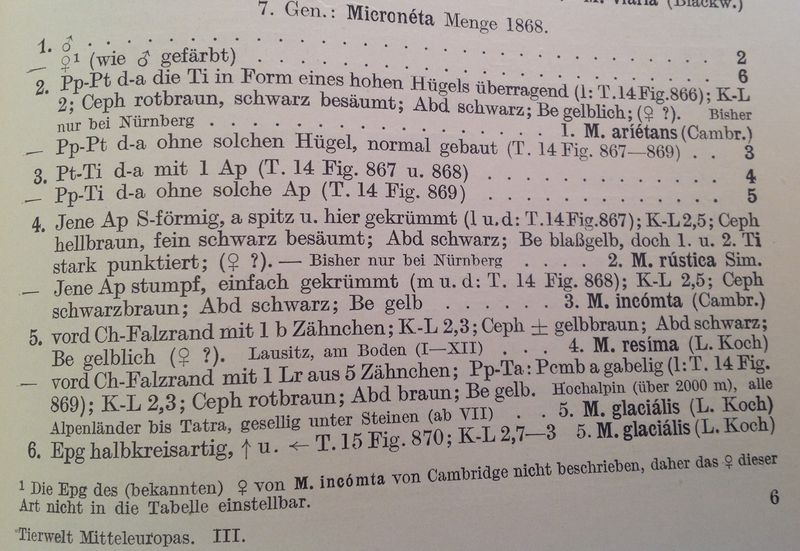 M. viaria (Blackw.)
7. Gen.: Micronéta Menge 1868.
1. ♂ . . . . . . . . . . . . . . . . . . . . . . . . 2
— ♀¹ (wie ♂ gefärbt) . . . . . . . . . . . . . . . . 6
2. Pp-Pt d-a die Ti in Form eines hohen Hügels überragend (l: T.14 Fig.866); K-L
2; Ceph rotbraun, schwarz besäumt; Abd schwarz; Be gelblich; (♀ ?). Bisher
nur bei Nürnberg . . . . . . . . . . . . . . 1. M. ariétans (Cambr.)
— Pp-Pt d-a ohne solchen Hügel, normal gebaut (T. 14 Fig. 867—869) . . 3
3. Pt-Ti d-a mit 1 Ap (T. 14 Fig. 867 u. 868) . . . . . . . . . . . . 4
— Pp-Ti d-a ohne solche Ap (T. 14 Fig. 869) . . . . . . . . . . . . 5
4. Jene Ap S-förmig, a spitz u. hier gekrümmt (l u. d: T.14 Fig.867); K-L 2,5; Ceph
hellbraun, fein schwarz besäumt; Abd schwarz; Be blaßgelb, doch 1. u. 2. Ti
stark punktiert; (♀ ?). — Bisher nur bei Nürnberg . . . . 2. M. rústica Sim.
— Jene Ap stumpf, einfach gekrümmt (m u. d: T. 14 Fig. 868); K-L 2,5; Ceph
schwarzbraun; Abd schwarz; Be gelb . . . . . . 3. M. incómta (Cambr.)
5. vord Ch-Falzrand mit 1 b Zähnchen; K-L 2,3; Ceph ± gelbbraun; Abd schwarz;
Be gelblich (♀ ?). Lausitz, am Boden (I—XII) . . . 4. M. resíma (L. Koch)
— vord Ch-Falzrand mit 1 Lr aus 5 Zähnchen; Pp-Ta: Pcmb a gabelig (l: T. 14 Fig.
869); K-L 2,3; Ceph rotbraun; Abd braun; Be gelb. Hochalpin (über 2000 m), alle
Alpenländer bis Tatra, gesellig unter Steinen (ab VII) . . 5. M. glaciális (L. Koch)
6. Epg halbkreisartig, ↑ u. ← T. 15 Fig. 870; K-L 2,7—3 5. M. glaciális (L. Koch)
¹ Die Epg des (bekannten) ♀ von M. incómta von Cambridge nicht beschrieben, daher das ♀ dieser
Art nicht in die Tabelle einstellbar.
Tierwelt Mitteleuropas. III. 6